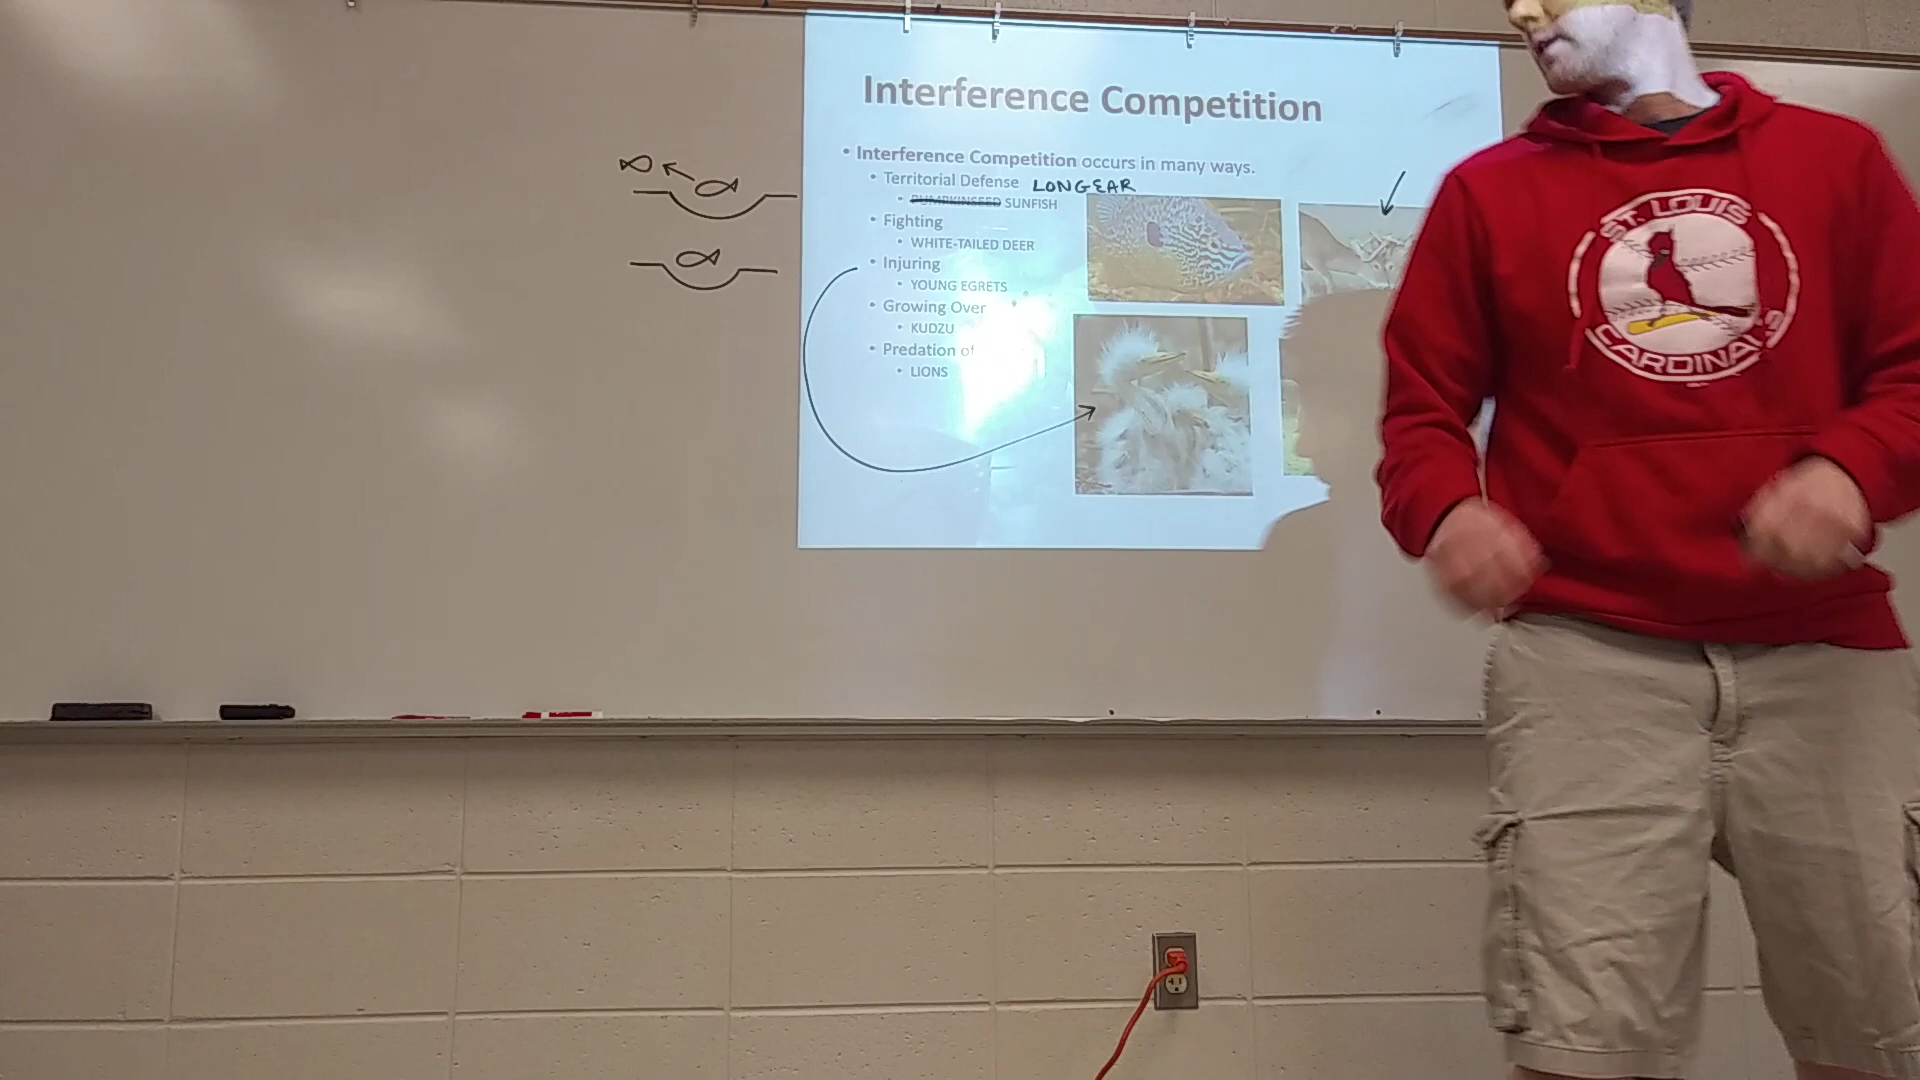 Interference Competition
• Interference Competition occurs in many ways.
• Territorial Defense LONGEAR
• PUMPKINSEED SUNFISH
• Fighting
• WHITE-TAILED DEER
• Injuring
• YOUNG EGRETS
• Growing Over
• KUDZU
• Predation of
• LIONS
ST. LOUIS
CARDINALS